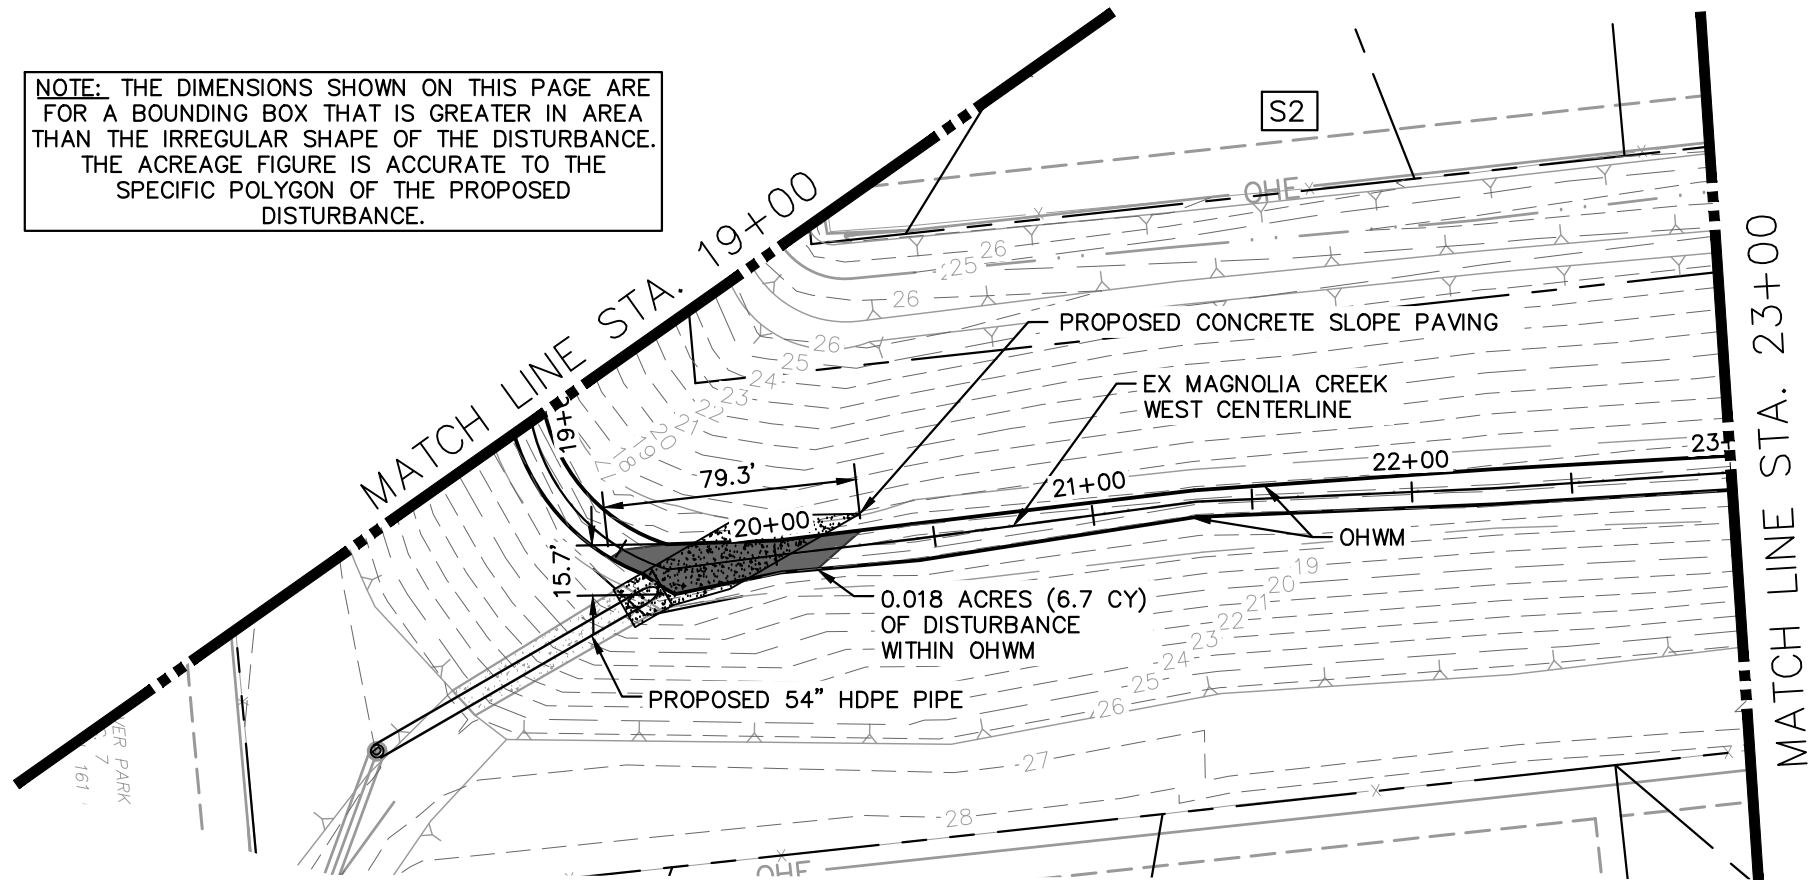 NOTE: THE DIMENSIONS SHOWN ON THIS PAGE ARE
FOR A BOUNDING BOX THAT IS GREATER IN AREA
THAN THE IRREGULAR SHAPE OF THE DISTURBANCE.
THE ACREAGE FIGURE IS ACCURATE TO THE
SPECIFIC POLYGON OF THE PROPOSED
DISTURBANCE.
S2
MATCH LINE STA. 19+00
OHE
26
25
26
26
25
24
23
22
21
20
19
18
17
PROPOSED CONCRETE SLOPE PAVING
EX MAGNOLIA CREEK
WEST CENTERLINE
79.3'
15.7'
20+00
21+00
22+00
OHWM
0.018 ACRES (6.7 CY)
OF DISTURBANCE
WITHIN OHWM
PROPOSED 54" HDPE PIPE
19
20
21
22
23
24
25
26
27
28
OHE
VER PARK
7
161
MATCH LINE STA. 23+00